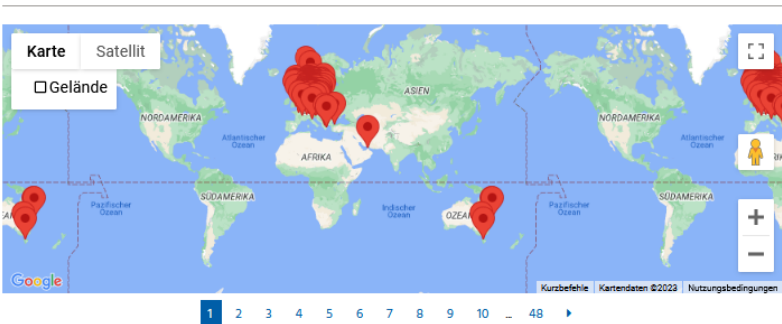 Karte Satellit
Gelände
ASIEN
NORDAMERIKA
NORDAMERIKA
Atlantischer
Ozean
Atlantischer
Ozean
AFRIKA
SÜDAMERIKA
SÜDAMERIKA
Pazifischer
Ozean
Indischer
Ozean
Pazifischer
Ozean
OZEA
Google
Kurzbefehle Kartendaten ©2023 Nutzungsbedingungen
1 2 3 4 5 6 7 8 9 10 ... 48